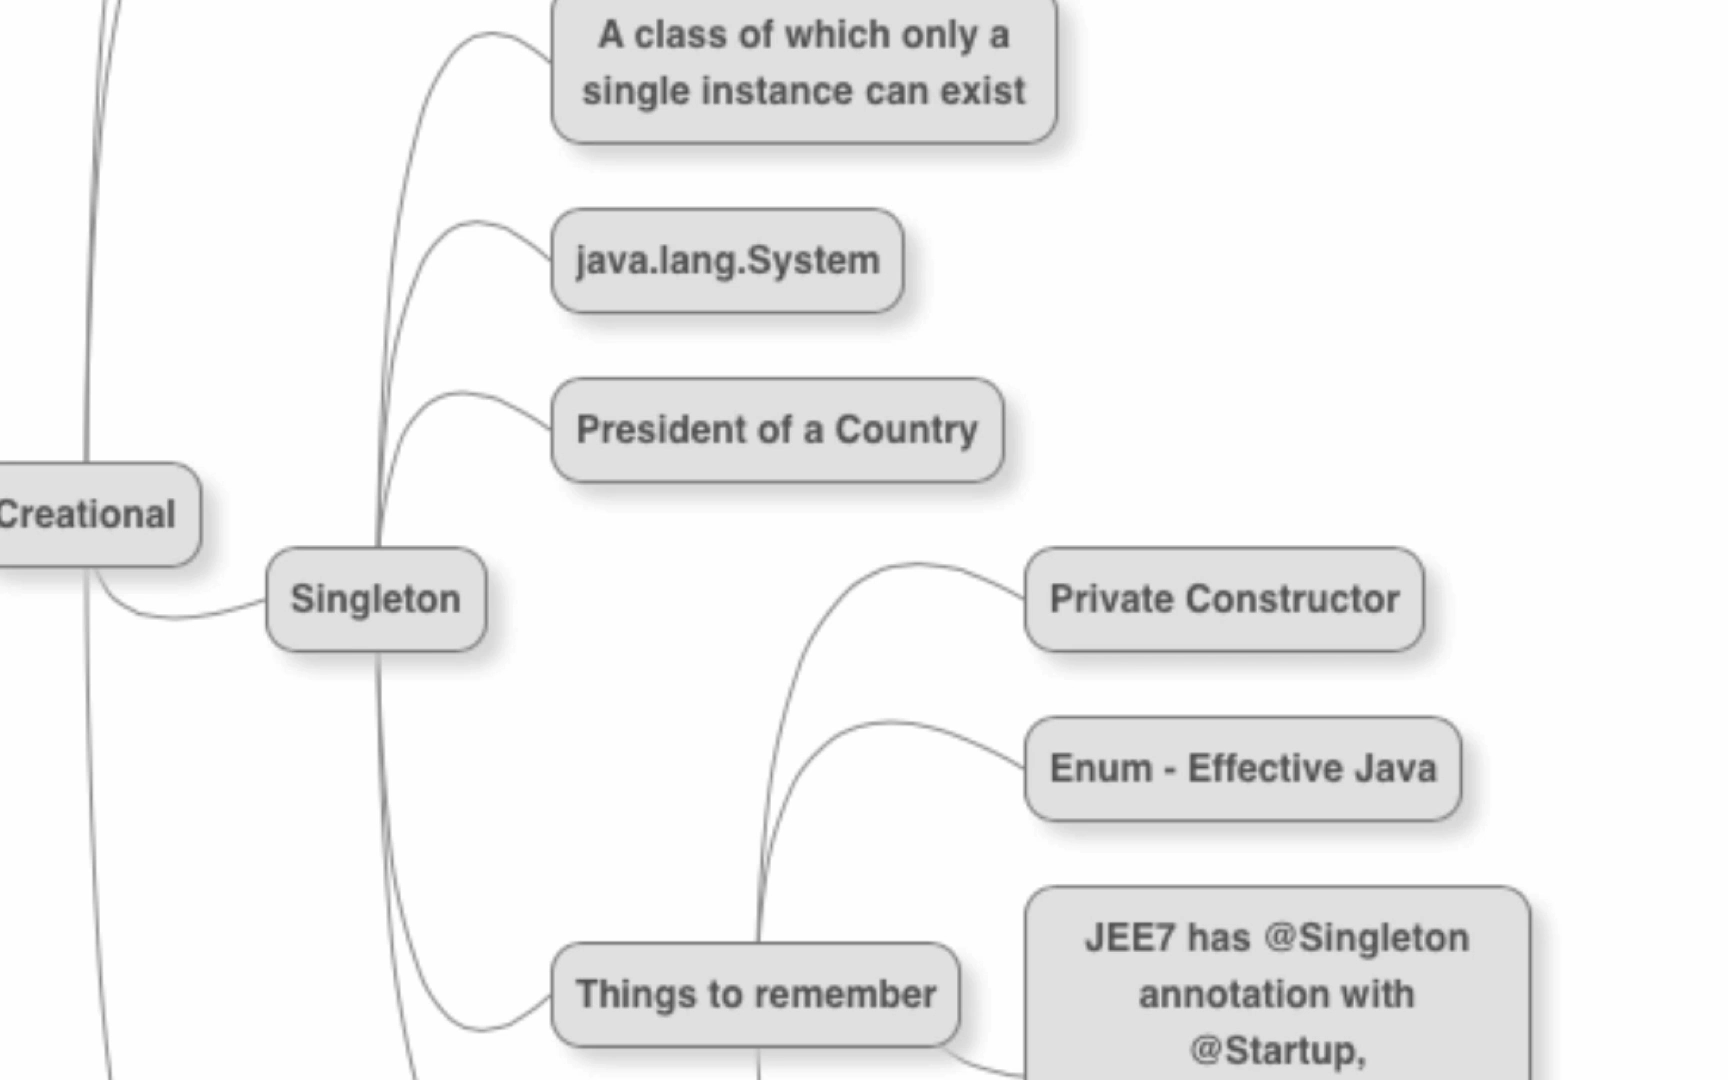 A class of which only a
single instance can exist
java.lang.System
President of a Country
Creational
Singleton
Private Constructor
Enum - Effective Java
Things to remember
JEE7 has @Singleton
annotation with
@Startup,